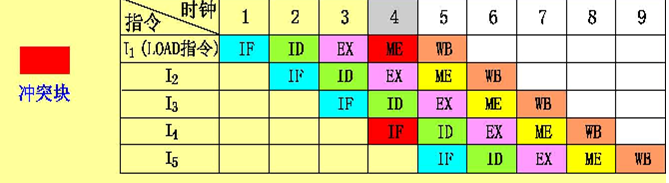 时钟
指令 1 2 3 4 5 6 7 8 9
I1 (LOAD指令) IF ID EX ME WB
I2 IF ID EX ME WB
I3 IF ID EX ME WB
I4 IF ID EX ME WB
I5 IF ID EX ME WB
冲突块